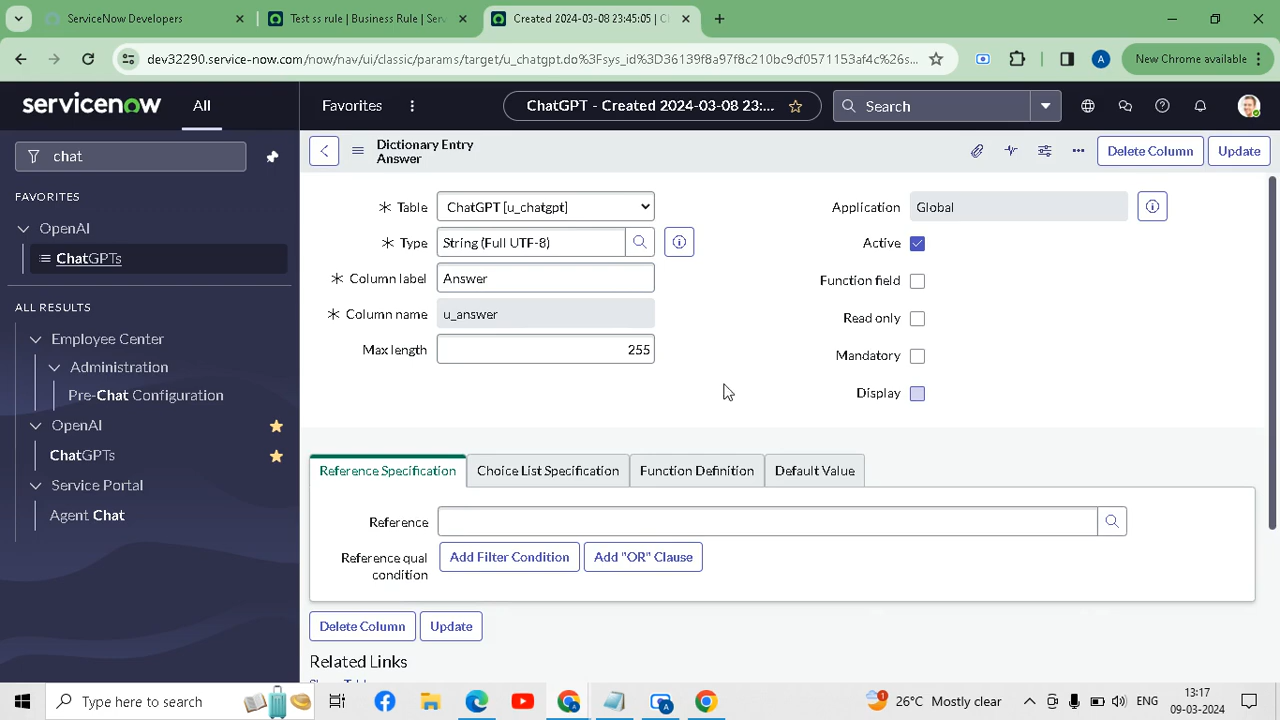 ServiceNow Developers
Test ss rule | Business Rule | Serv
Created 2024-03-08 23:45:05 | C
dev32290.service-now.com/now/nav/ui/classic/params/target/u_chatgpt.do%3Fsys_id%3D36139f8a97f8c210bc9cf0571153af4c%26s...
A
New Chrome available
servicenow
All
Favorites
ChatGPT - Created 2024-03-08 23:...
Search
chat
FAVORITES
OpenAI
ChatGPTs
ALL RESULTS
Employee Center
Administration
Pre-Chat Configuration
OpenAI
ChatGPTs
Service Portal
Agent Chat
Dictionary Entry
Answer
Delete Column
Update
Table
ChatGPT [u_chatgpt]
Type
String (Full UTF-8)
Column label
Answer
Column name
u_answer
Max length
255
Application
Global
Active
Function field
Read only
Mandatory
Display
Reference Specification
Choice List Specification
Function Definition
Default Value
Reference
Reference qual
condition
Add Filter Condition
Add "OR" Clause
Delete Column
Update
Related Links
Type here to search
26°C Mostly clear
13:17
09-03-2024